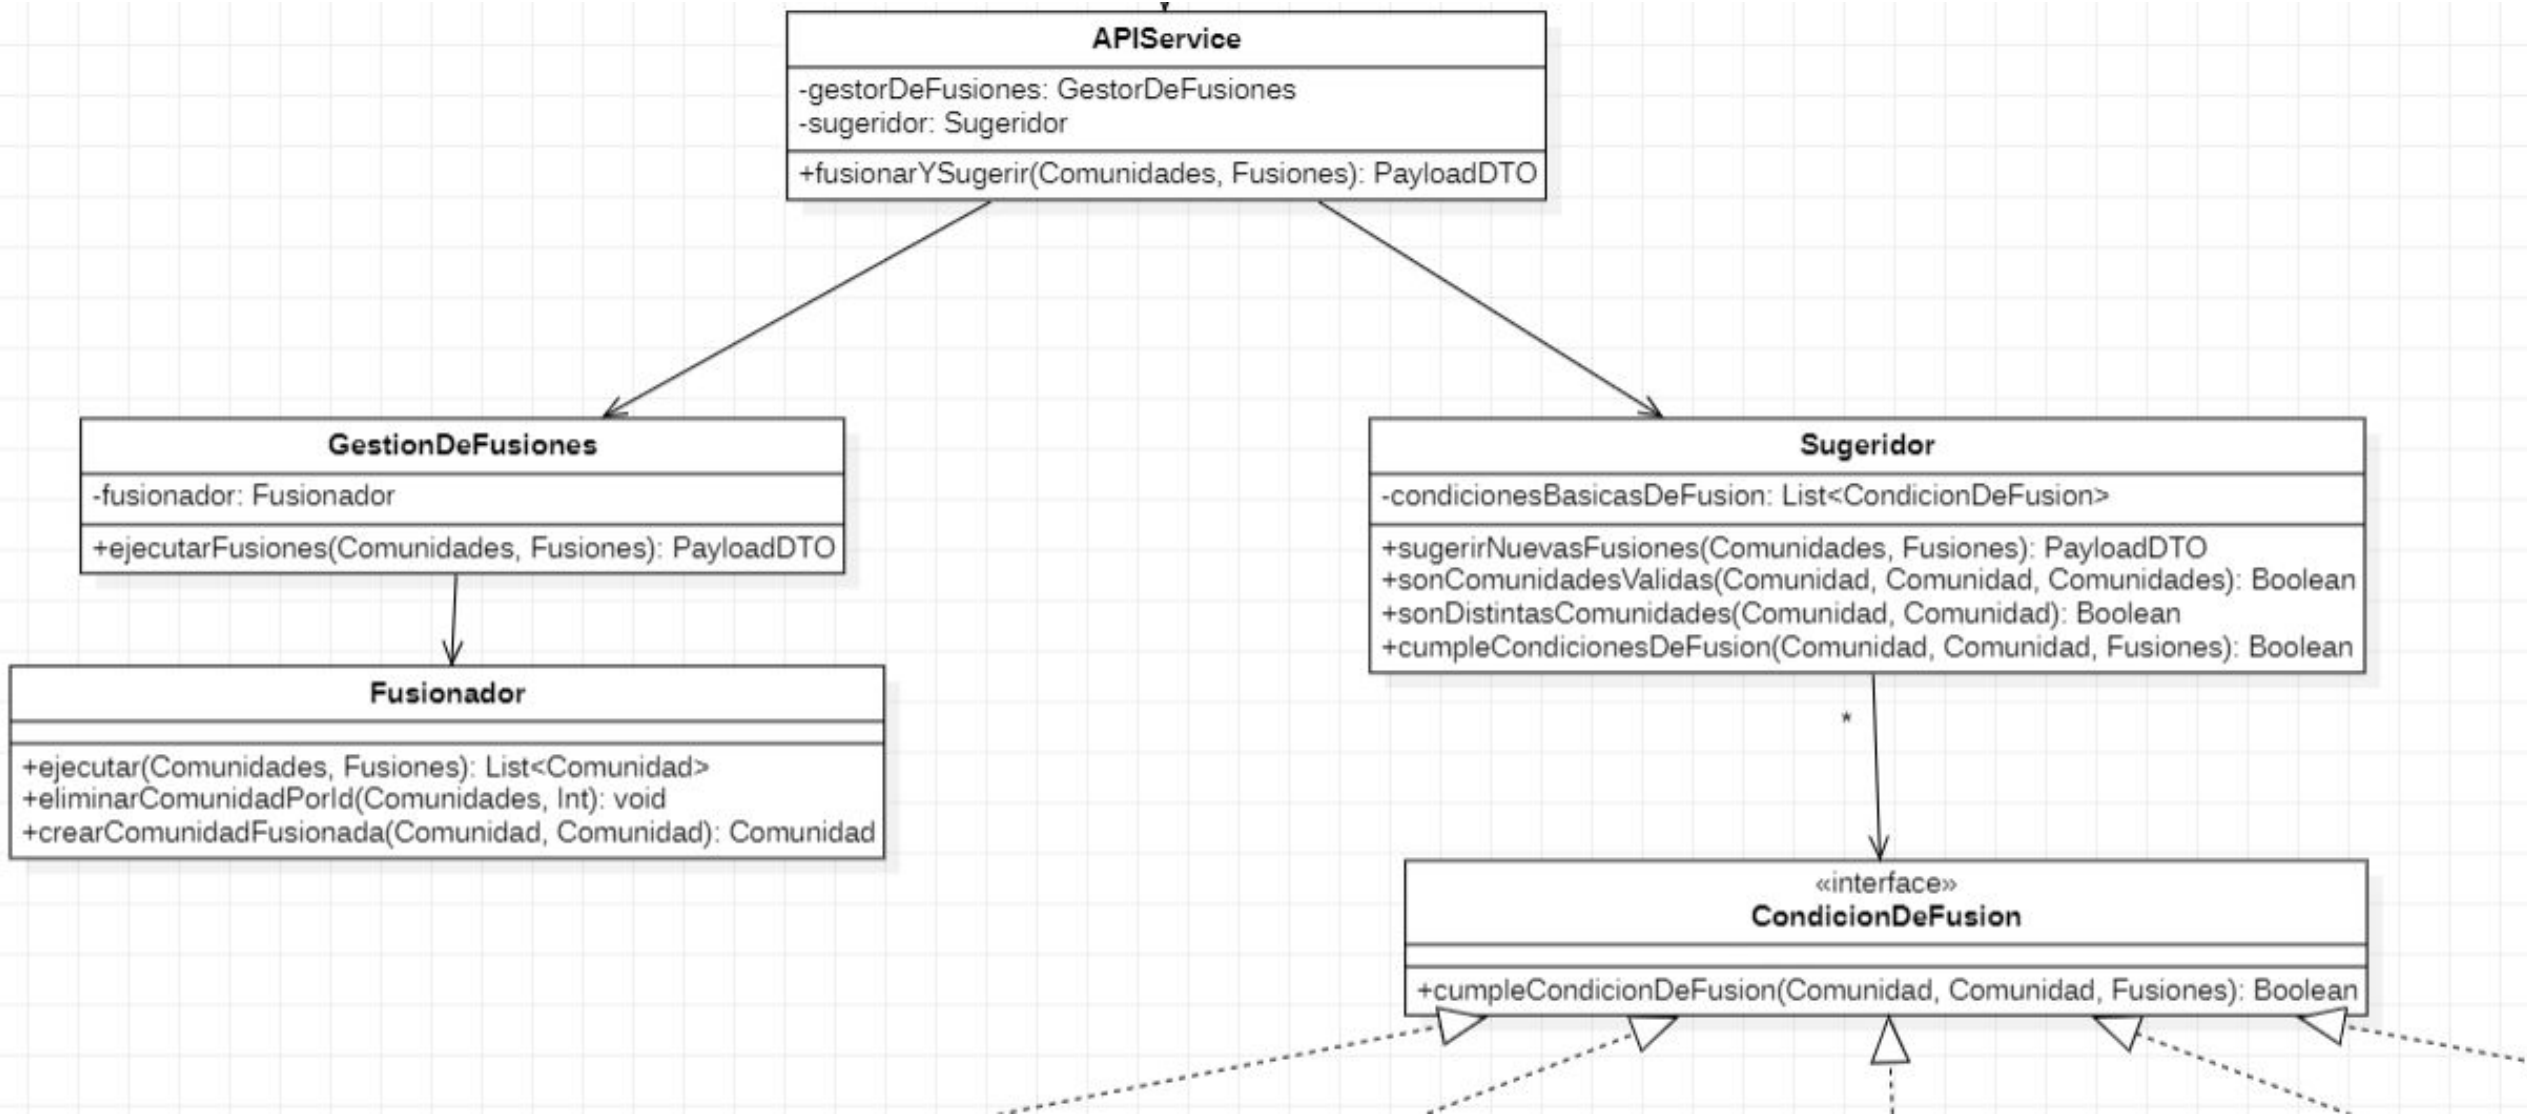 APIService
-gestorDeFusiones: GestorDeFusiones
-sugeridor: Sugeridor
+fusionarYSugerir(Comunidades, Fusiones): PayloadDTO
GestionDeFusiones
-fusionador: Fusionador
+ejecutarFusiones(Comunidades, Fusiones): PayloadDTO
Fusionador
+ejecutar(Comunidades, Fusiones): List<Comunidad>
+eliminarComunidadPorId(Comunidades, Int): void
+crearComunidadFusionada(Comunidad, Comunidad): Comunidad
Sugeridor
-condicionesBasicasDeFusion: List<CondicionDeFusion>
+sugerirNuevasFusiones(Comunidades, Fusiones): PayloadDTO
+sonComunidadesValidas(Comunidad, Comunidad, Comunidades): Boolean
+sonDistintasComunidades(Comunidad, Comunidad): Boolean
+cumpleCondicionesDeFusion(Comunidad, Comunidad, Fusiones): Boolean
*
«interface»
CondicionDeFusion
+cumpleCondicionDeFusion(Comunidad, Comunidad, Fusiones): Boolean